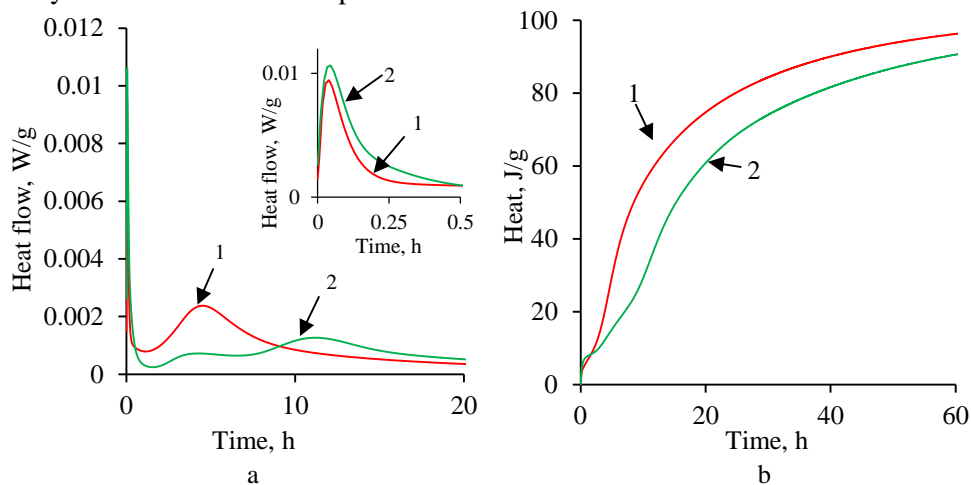 0.012
0.01
0.008
0.006
0.004
0.002
0
Heat flow, W/g
0 10 20
Time, h
1
2
a
0.01
0
Heat flow, W/g
0 0.25 0.5
Time, h
2
1
100
80
60
40
20
0
Heat, J/g
0 20 40 60
Time, h
1
2
b